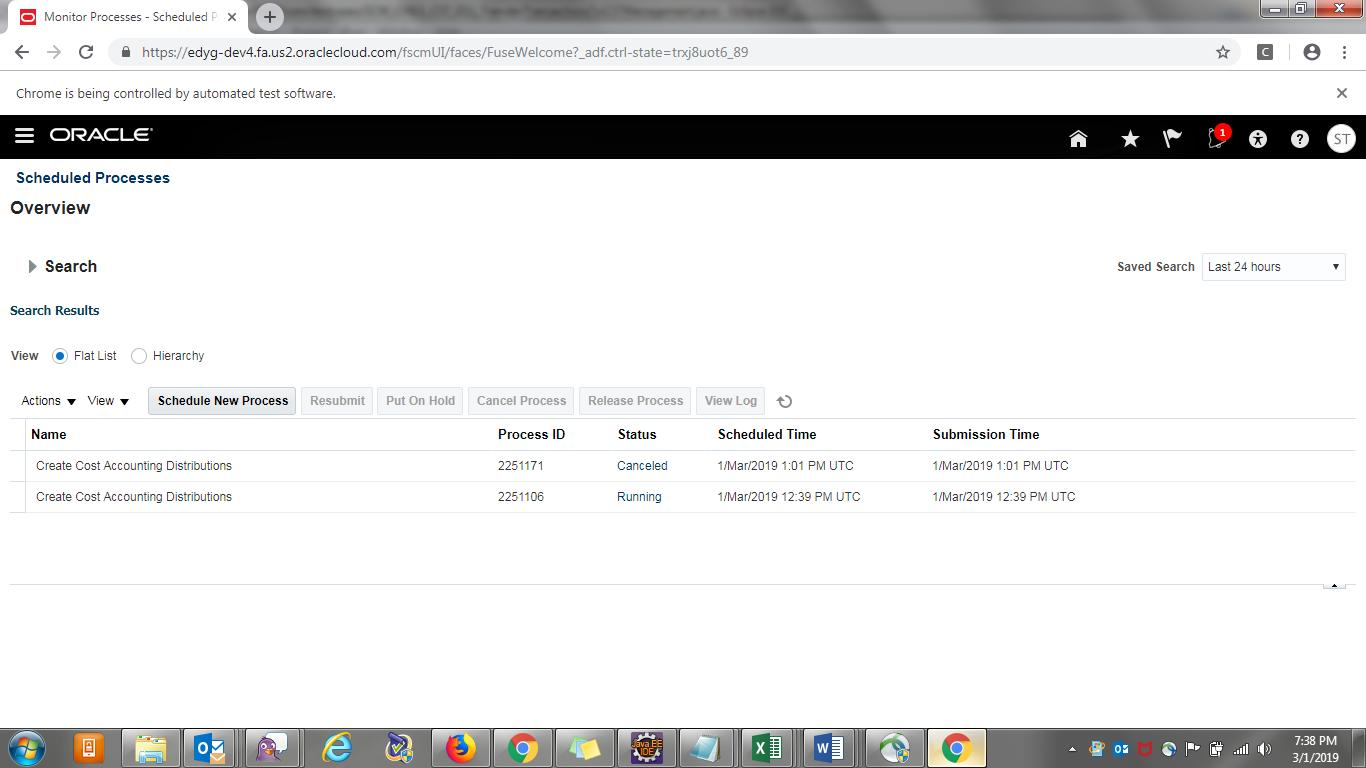 Monitor Processes - Scheduled P
https://edyg-dev4.fa.us2.oraclecloud.com/fscmUI/faces/FuseWelcome?_adf.ctrl-state=trxj8uot6_89
C
Chrome is being controlled by automated test software.
ORACLE
1
?
ST
Scheduled Processes
Overview
Search
Saved Search Last 24 hours
Search Results
View Flat List Hierarchy
Actions View Schedule New Process Resubmit Put On Hold Cancel Process Release Process View Log
Name Process ID Status Scheduled Time Submission Time
Create Cost Accounting Distributions 2251171 Canceled 1/Mar/2019 1:01 PM UTC 1/Mar/2019 1:01 PM UTC
Create Cost Accounting Distributions 2251106 Running 1/Mar/2019 12:39 PM UTC 1/Mar/2019 12:39 PM UTC
Java EE
IDE
7:38 PM
3/1/2019